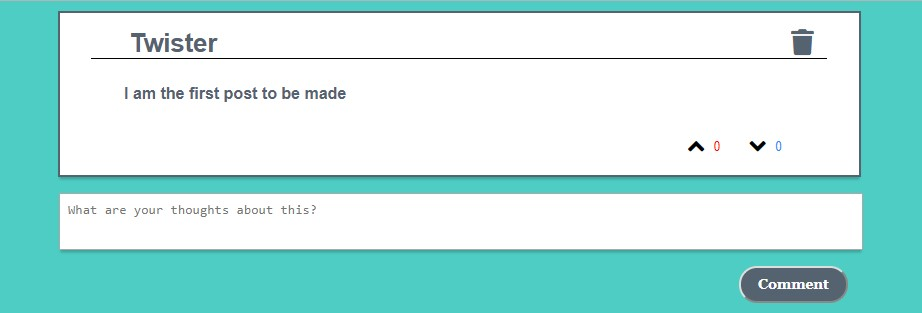 Twister
I am the first post to be made
0 0
What are your thoughts about this?
Comment